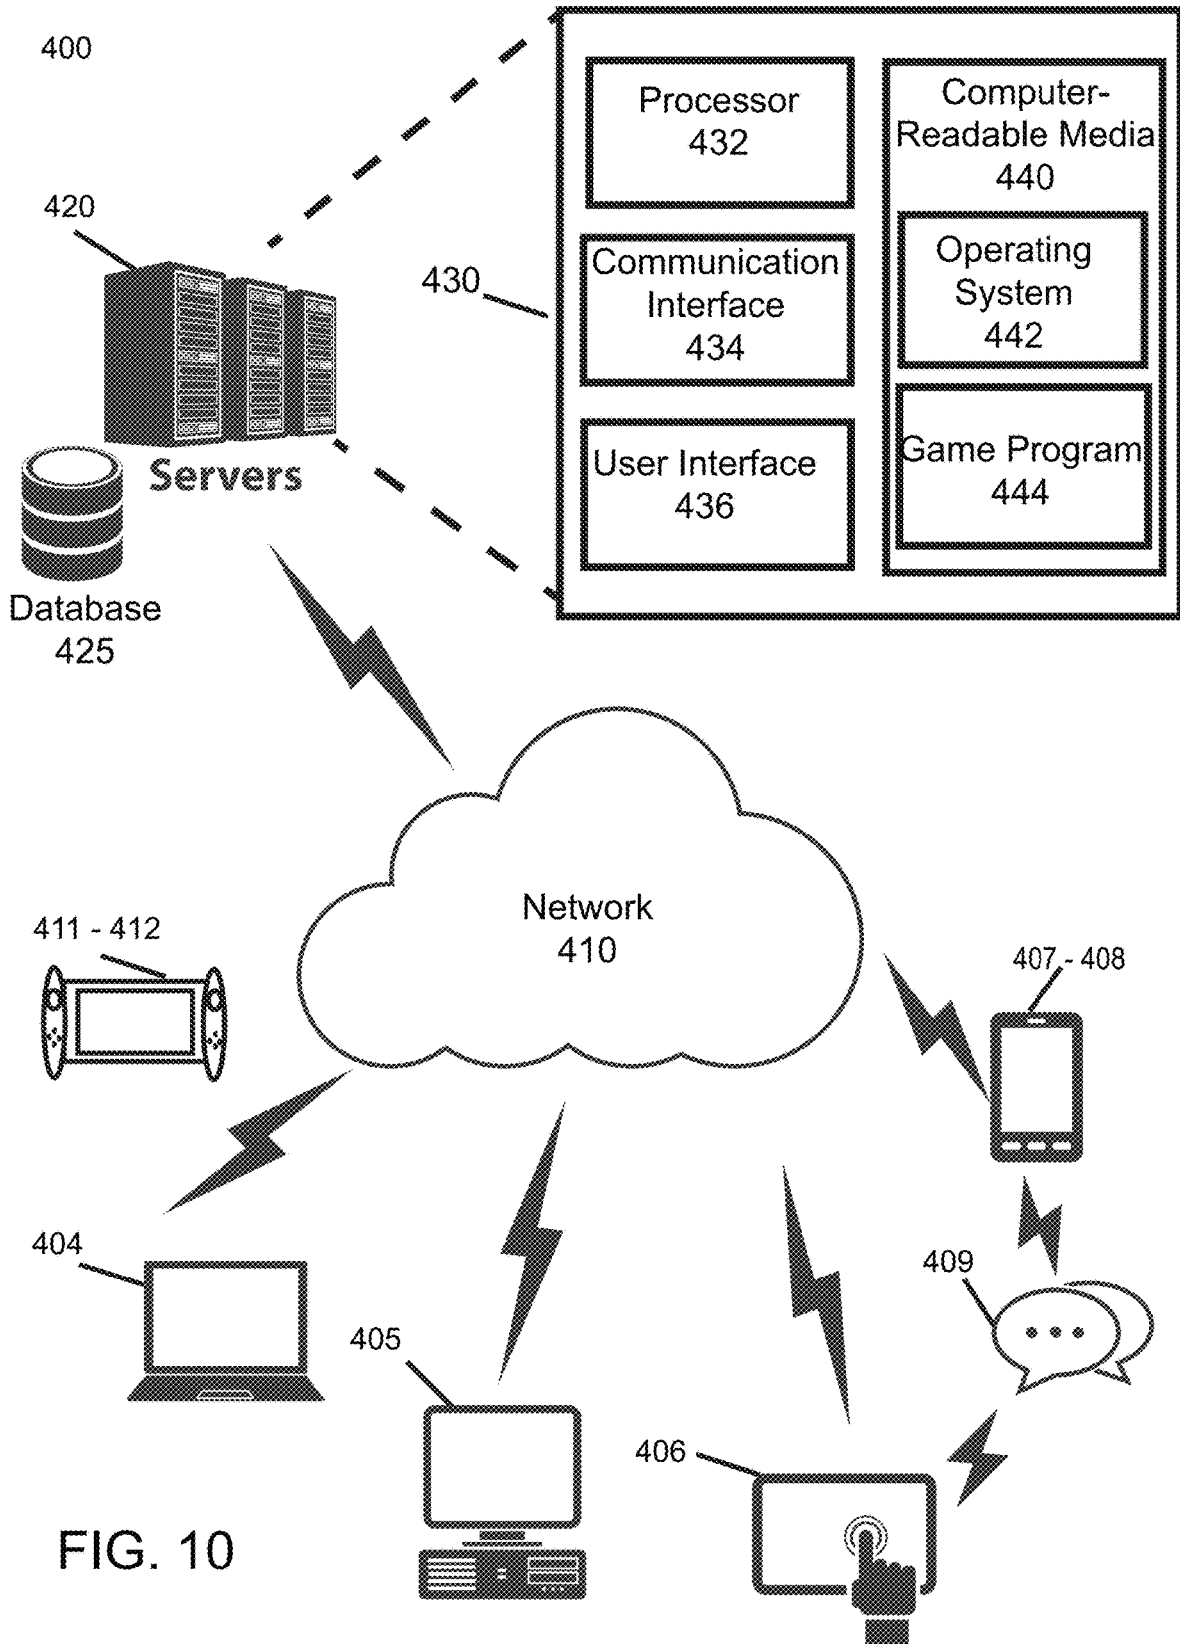 400
Processor
432
Computer-
Readable Media
440
420
Communication
Interface
434
430
Operating
System
442
User Interface
436
Game Program
444
Servers
Database
425
Network
410
411 - 412
407 - 408
404
409
405
406
FIG. 10